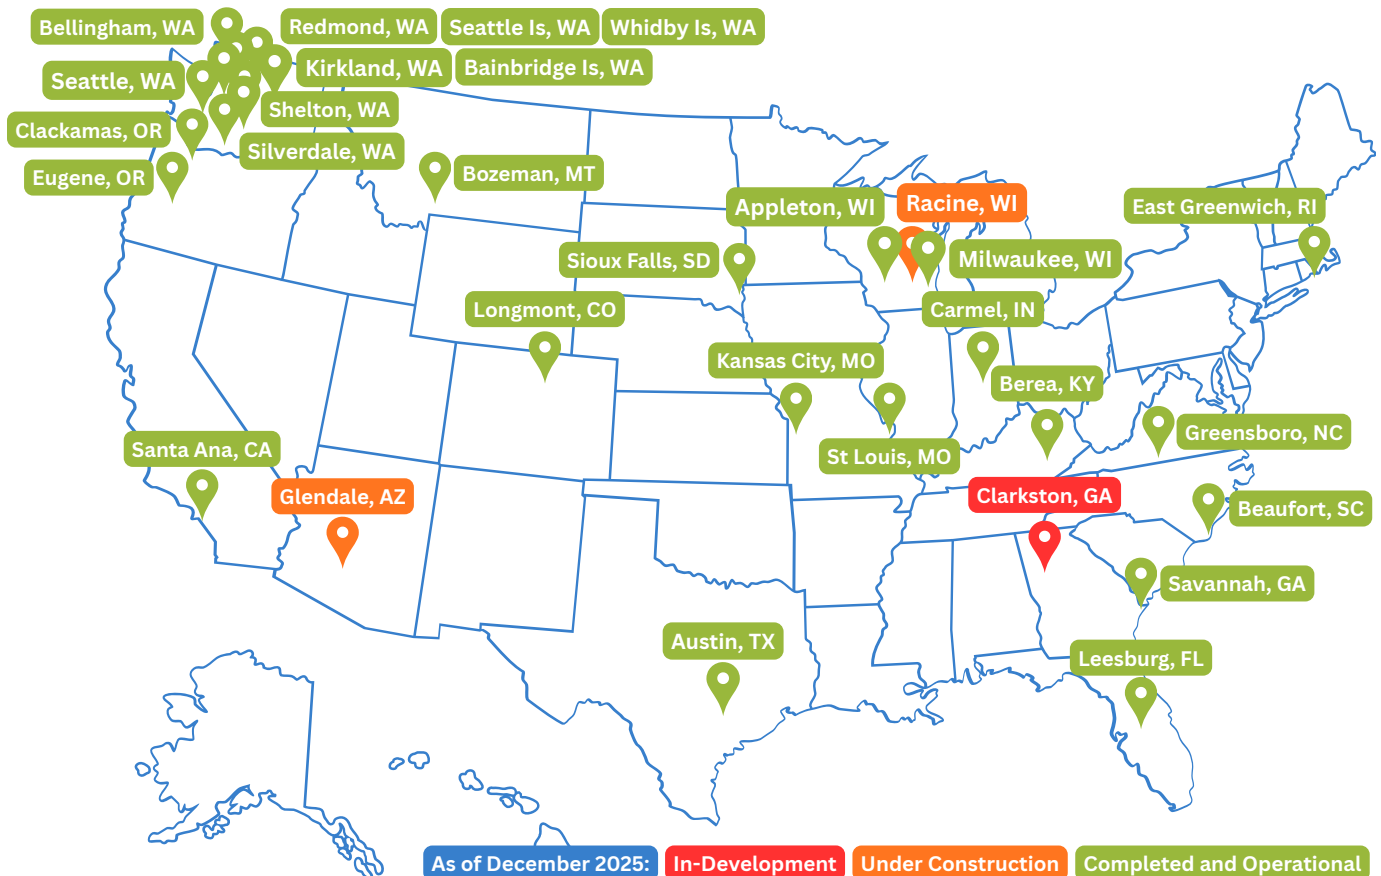 Bellingham, WA
Redmond, WA
Seattle Is, WA
Whidby Is, WA
Seattle, WA
Kirkland, WA
Bainbridge Is, WA
Shelton, WA
Clackamas, OR
Silverdale, WA
Eugene, OR
Bozeman, MT
Appleton, WI
Racine, WI
East Greenwich, RI
Sioux Falls, SD
Milwaukee, WI
Longmont, CO
Carmel, IN
Kansas City, MO
Berea, KY
Santa Ana, CA
St Louis, MO
Greensboro, NC
Glendale, AZ
Clarkston, GA
Beaufort, SC
Savannah, GA
Austin, TX
Leesburg, FL
As of December 2025:
In-Development
Under Construction
Completed and Operational